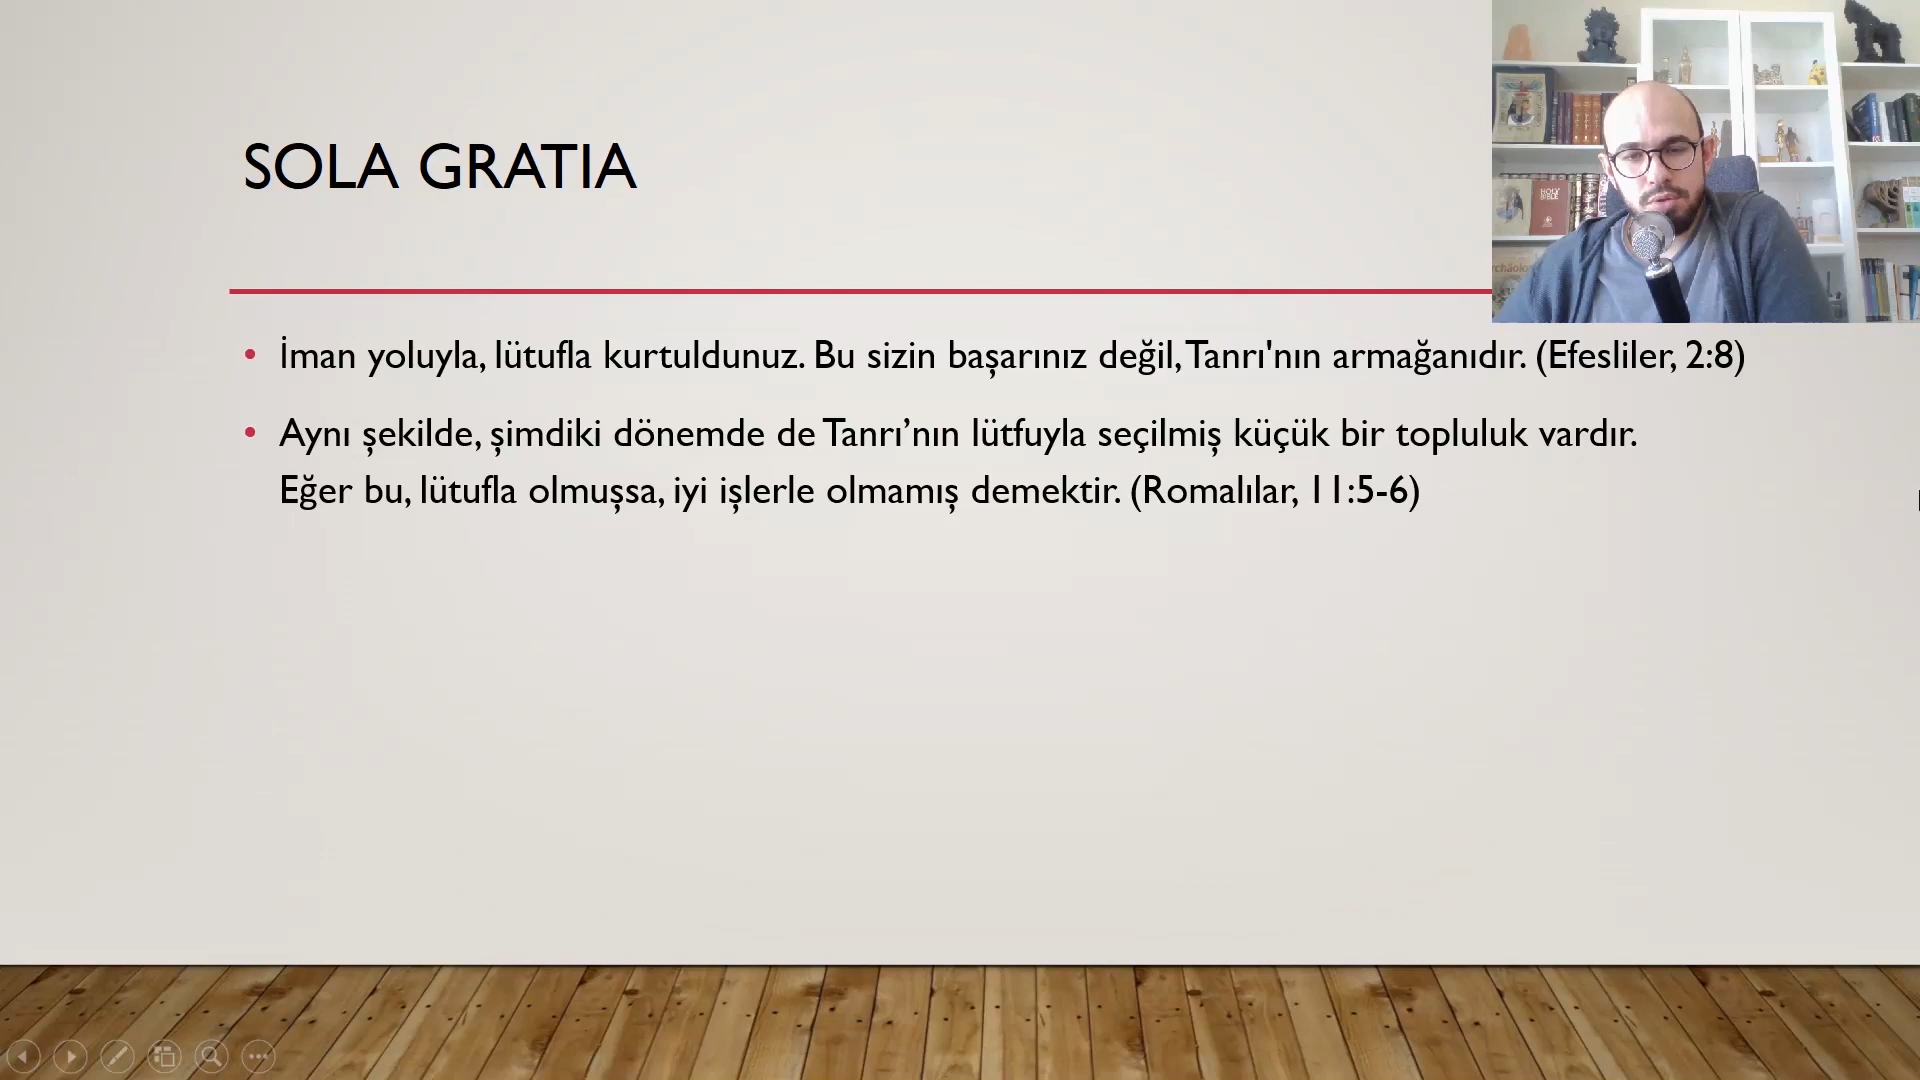 SOLA GRATIA
HOLY
BIBLE
• İman yoluyla, lütufla kurtuldunuz. Bu sizin başarınız değil, Tanrı'nın armağanıdır. (Efesliler, 2:8)
• Aynı şekilde, şimdiki dönemde de Tanrı’nın lütfuyla seçilmiş küçük bir topluluk vardır.
Eğer bu, lütufla olmuşsa, iyi işlerle olmamış demektir. (Romalılar, 11:5-6)